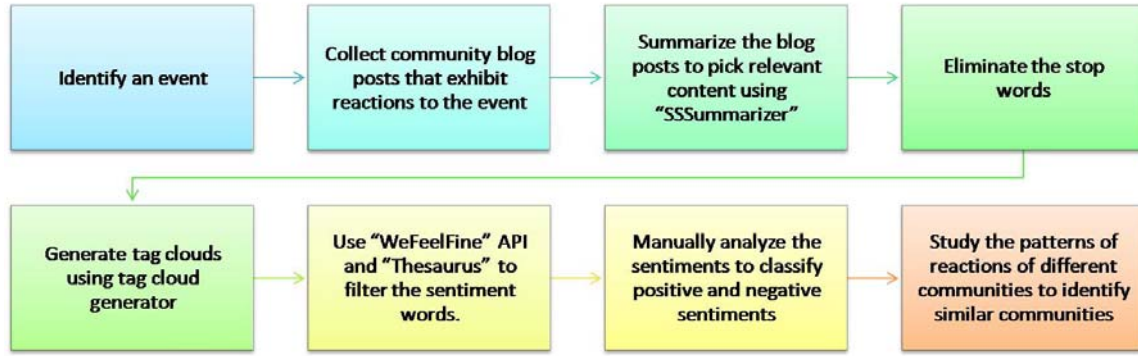 Identify an event
Collect community blog
posts that exhibit
reactions to the event
Summarize the blog
posts to pick relevant
content using
“SSSummarizer”
Eliminate the stop
words
Generate tag clouds
using tag cloud
generator
Use “WeFeelFine” API
and “Thesaurus” to
filter the sentiment
words.
Manually analyze the
sentiments to classify
positive and negative
sentiments
Study the patterns of
reactions of different
communities to identify
similar communities